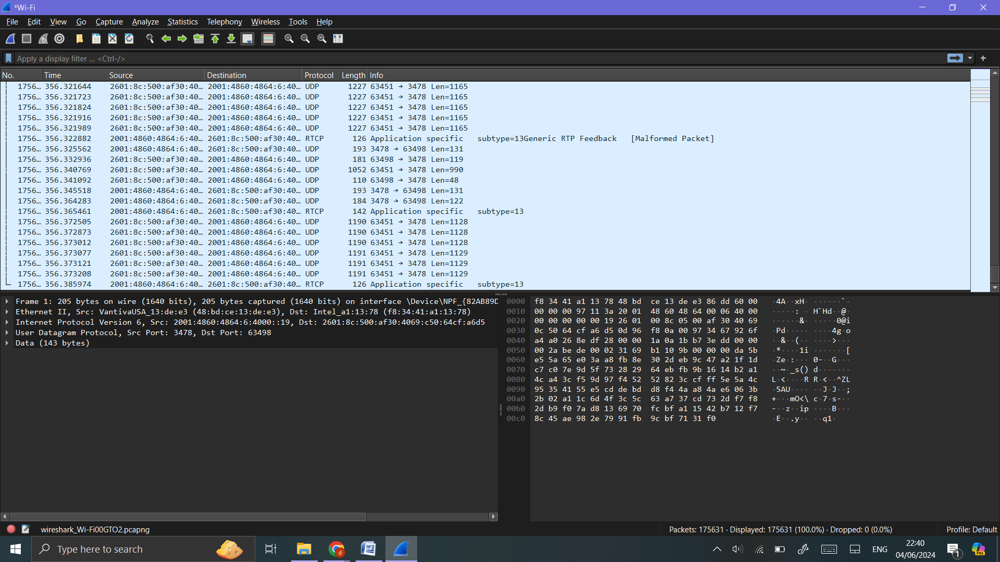 *Wi-Fi
File Edit View Go Capture Analyze Statistics Telephony Wireless Tools Help
Apply a display filter ... <Ctrl-/>
No. Time Source Destination Protocol Length Info
1756… 356.321644 2601:8c:500:af30:40… 2001:4860:4864:6:40… UDP 1227 63451 → 3478 Len=1165
1756… 356.321723 2601:8c:500:af30:40… 2001:4860:4864:6:40… UDP 1227 63451 → 3478 Len=1165
1756… 356.321824 2601:8c:500:af30:40… 2001:4860:4864:6:40… UDP 1227 63451 → 3478 Len=1165
1756… 356.321916 2601:8c:500:af30:40… 2001:4860:4864:6:40… UDP 1227 63451 → 3478 Len=1165
1756… 356.321989 2601:8c:500:af30:40… 2001:4860:4864:6:40… UDP 1227 63451 → 3478 Len=1165
1756… 356.322882 2001:4860:4864:6:40… 2601:8c:500:af30:40… RTCP 126 Application specific subtype=13Generic RTP Feedback [Malformed Packet]
1756… 356.325562 2001:4860:4864:6:40… 2601:8c:500:af30:40… UDP 193 3478 → 63498 Len=131
1756… 356.332936 2601:8c:500:af30:40… 2001:4860:4864:6:40… UDP 181 63498 → 3478 Len=119
1756… 356.340769 2601:8c:500:af30:40… 2001:4860:4864:6:40… UDP 1052 63451 → 3478 Len=990
1756… 356.341092 2601:8c:500:af30:40… 2001:4860:4864:6:40… UDP 110 63498 → 3478 Len=48
1756… 356.345518 2001:4860:4864:6:40… 2601:8c:500:af30:40… UDP 193 3478 → 63498 Len=131
1756… 356.364283 2001:4860:4864:6:40… 2601:8c:500:af30:40… UDP 184 3478 → 63498 Len=122
1756… 356.365461 2001:4860:4864:6:40… 2601:8c:500:af30:40… RTCP 142 Application specific subtype=13
1756… 356.372505 2601:8c:500:af30:40… 2001:4860:4864:6:40… UDP 1190 63451 → 3478 Len=1128
1756… 356.372873 2601:8c:500:af30:40… 2001:4860:4864:6:40… UDP 1190 63451 → 3478 Len=1128
1756… 356.373012 2601:8c:500:af30:40… 2001:4860:4864:6:40… UDP 1190 63451 → 3478 Len=1128
1756… 356.373077 2601:8c:500:af30:40… 2001:4860:4864:6:40… UDP 1191 63451 → 3478 Len=1129
1756… 356.373121 2601:8c:500:af30:40… 2001:4860:4864:6:40… UDP 1191 63451 → 3478 Len=1129
1756… 356.373208 2601:8c:500:af30:40… 2001:4860:4864:6:40… UDP 1191 63451 → 3478 Len=1129
1756… 356.385974 2001:4860:4864:6:40… 2601:8c:500:af30:40… RTCP 126 Application specific subtype=13
Frame 1: 205 bytes on wire (1640 bits), 205 bytes captured (1640 bits) on interface \Device\NPF_{82AB89D
Ethernet II, Src: VantivaUSA_13:de:e3 (48:bd:ce:13:de:e3), Dst: Intel_a1:13:78 (f8:34:41:a1:13:78)
Internet Protocol Version 6, Src: 2001:4860:4864:6:4000::19, Dst: 2601:8c:500:af30:4069:c50:64cf:a6d5
User Datagram Protocol, Src Port: 3478, Dst Port: 63498
Data (143 bytes)
0000 f8 34 41 a1 13 78 48 bd ce 13 de e3 86 dd 60 00 ·4A··xH· ······`·
0010 00 00 00 97 11 3a 20 01 48 60 48 64 00 06 40 00 ·····: · H`Hd··@·
0020 00 00 00 00 00 19 26 01 00 8c 05 00 af 30 40 69 ······&· ·····0@i
0030 0c 50 64 cf a6 d5 0d 96 f8 0a 00 97 34 67 92 6f ·Pd····· ····4g·o
0040 a4 a0 26 8e df 28 00 00 1a 0a 1b b7 3e dd 00 00 ··&··(·· ····>···
0050 00 2a be de 00 02 31 69 b1 10 9b 00 00 00 da 5b ·*····1i ·······[
0060 e5 5a 65 e0 3a a8 fb 8e 30 2d eb 9c 47 a2 1f 1d ·Ze·:··· 0-··G···
0070 c7 c0 7e 9d 5f 73 28 29 64 eb fb 9b 16 14 b2 a1 ··~·_s() d·······
0080 4c a4 3c f5 9d 97 f4 52 52 82 3c cf ff 5e 5a 4c L·<····R R·<··^ZL
0090 95 35 41 55 e5 cd de bd d8 f4 4a a8 4a e6 06 3b ·5AU···· ··J·J··;
00a0 2b 02 a1 1c 6d 4f 3c 5c 63 a7 37 cd 73 2d f7 f8 +···mO<\ c·7·s-··
00b0 2d b9 f0 7a d8 13 69 70 fc bf a1 15 42 b7 12 f7 -··z··ip ····B···
00c0 8c 45 ae 98 2e 79 91 fb 9c bf 71 31 f0 ·E··.y·· ··q1·
wireshark_Wi-Fi00GTO2.pcapng
Packets: 175631 · Displayed: 175631 (100.0%) · Dropped: 0 (0.0%)
Profile: Default
Type here to search
d
W
ENG
22:40
04/06/2024
1
PRE